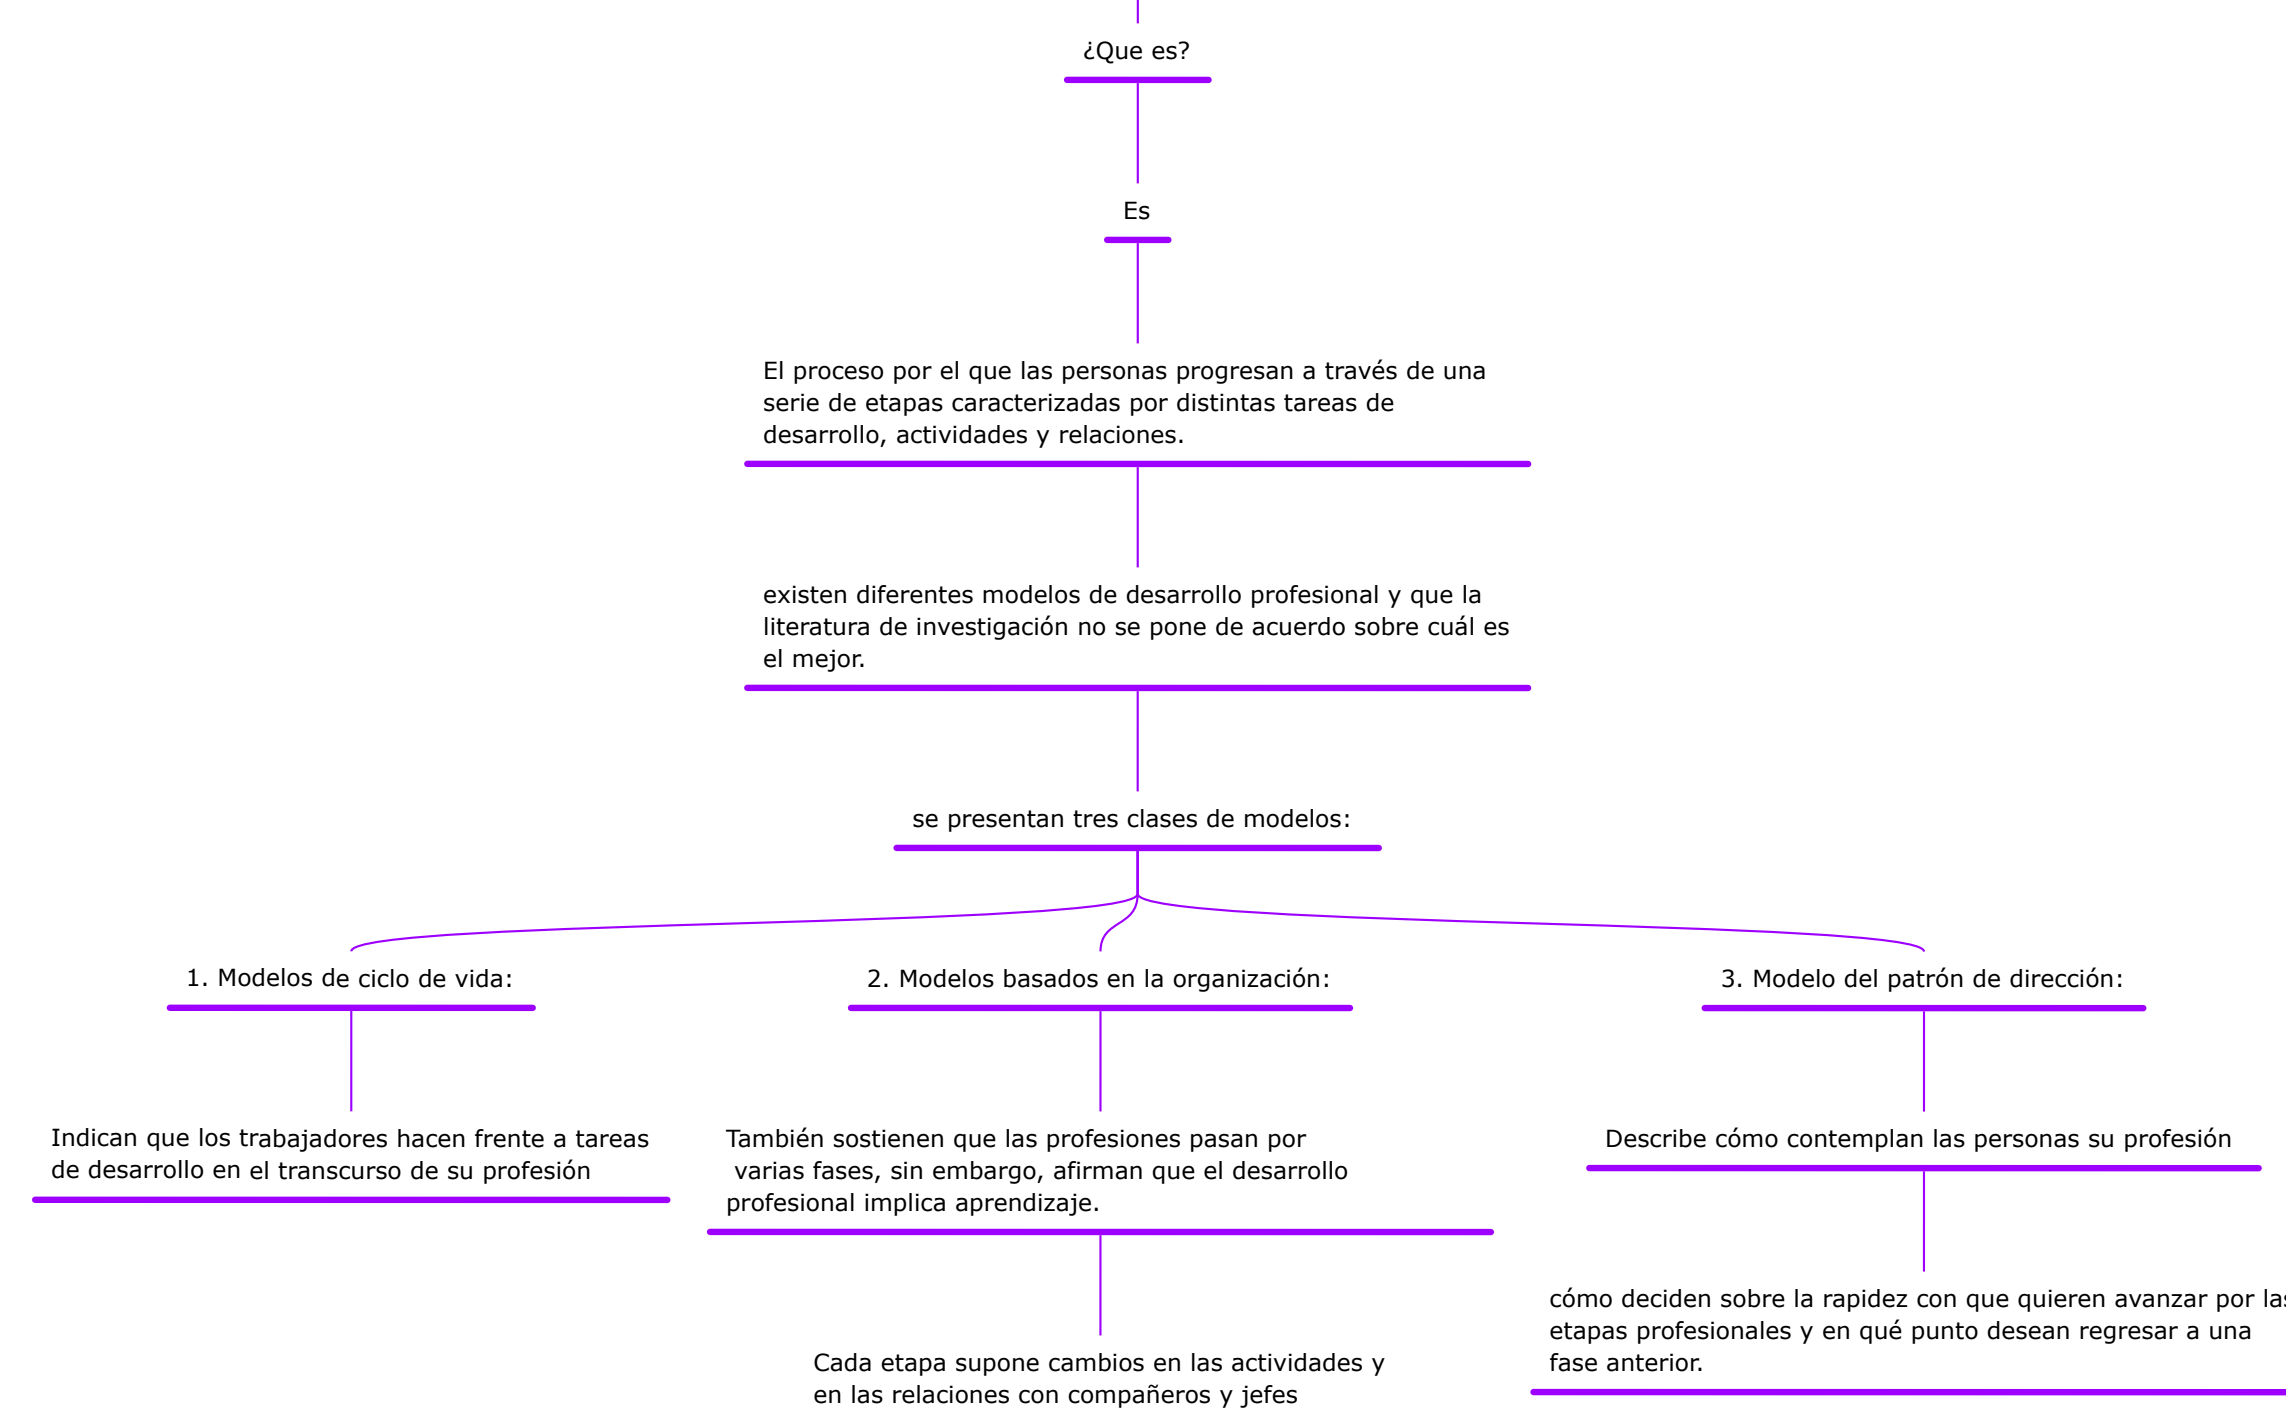 ¿Que es?
Es
El proceso por el que las personas progresan a través de una
serie de etapas caracterizadas por distintas tareas de
desarrollo, actividades y relaciones.
existen diferentes modelos de desarrollo profesional y que la
literatura de investigación no se pone de acuerdo sobre cuál es
el mejor.
se presentan tres clases de modelos:
1. Modelos de ciclo de vida:
Indican que los trabajadores hacen frente a tareas
de desarrollo en el transcurso de su profesión
2. Modelos basados en la organización:
También sostienen que las profesiones pasan por
varias fases, sin embargo, afirman que el desarrollo
profesional implica aprendizaje.
Cada etapa supone cambios en las actividades y
en las relaciones con compañeros y jefes
3. Modelo del patrón de dirección:
Describe cómo contemplan las personas su profesión
cómo deciden sobre la rapidez con que quieren avanzar por las
etapas profesionales y en qué punto desean regresar a una
fase anterior.